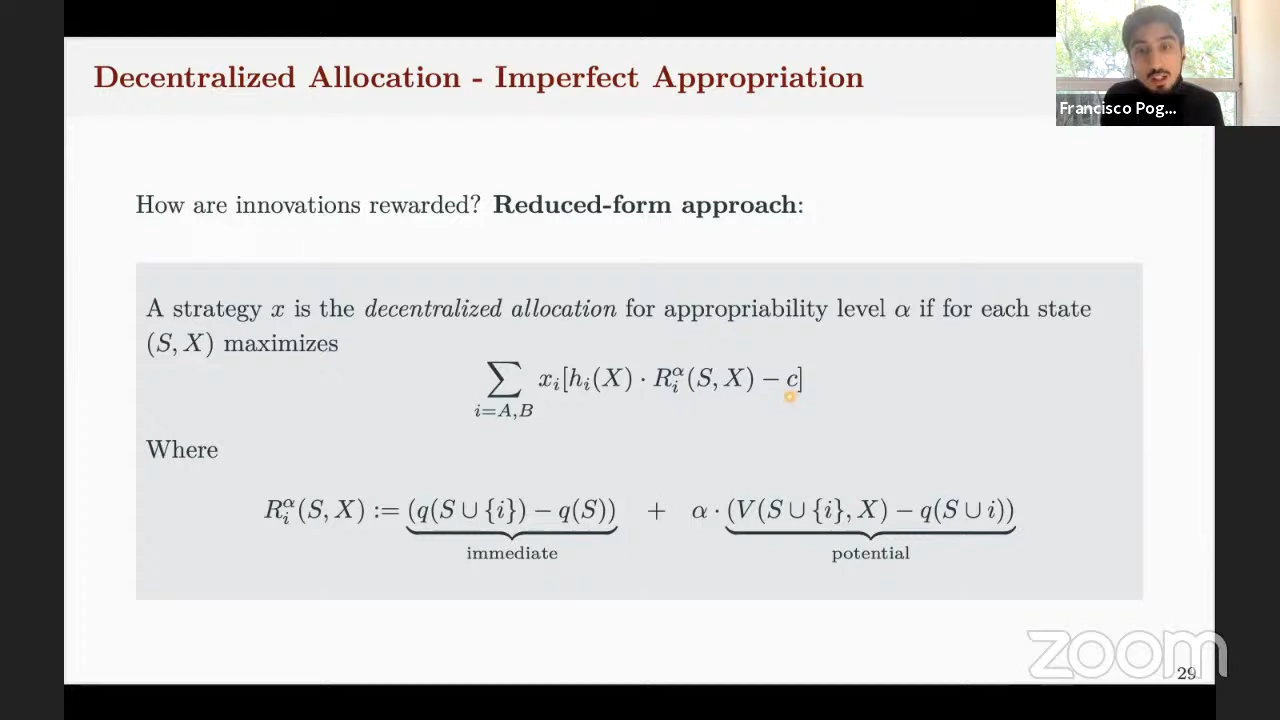 Decentralized Allocation - Imperfect Appropriation
Francisco Pog...
How are innovations rewarded? Reduced-form approach:
A strategy x is the decentralized allocation for appropriability level α if for each state
(S, X) maximizes
∑_{i=A,B} x_i[h_i(X) · R_i^α(S, X) − c]
Where
R_i^α(S, X) := (q(S ∪ {i}) − q(S)) + α · (V(S ∪ {i}, X) − q(S ∪ i))
immediate potential
zoom
29